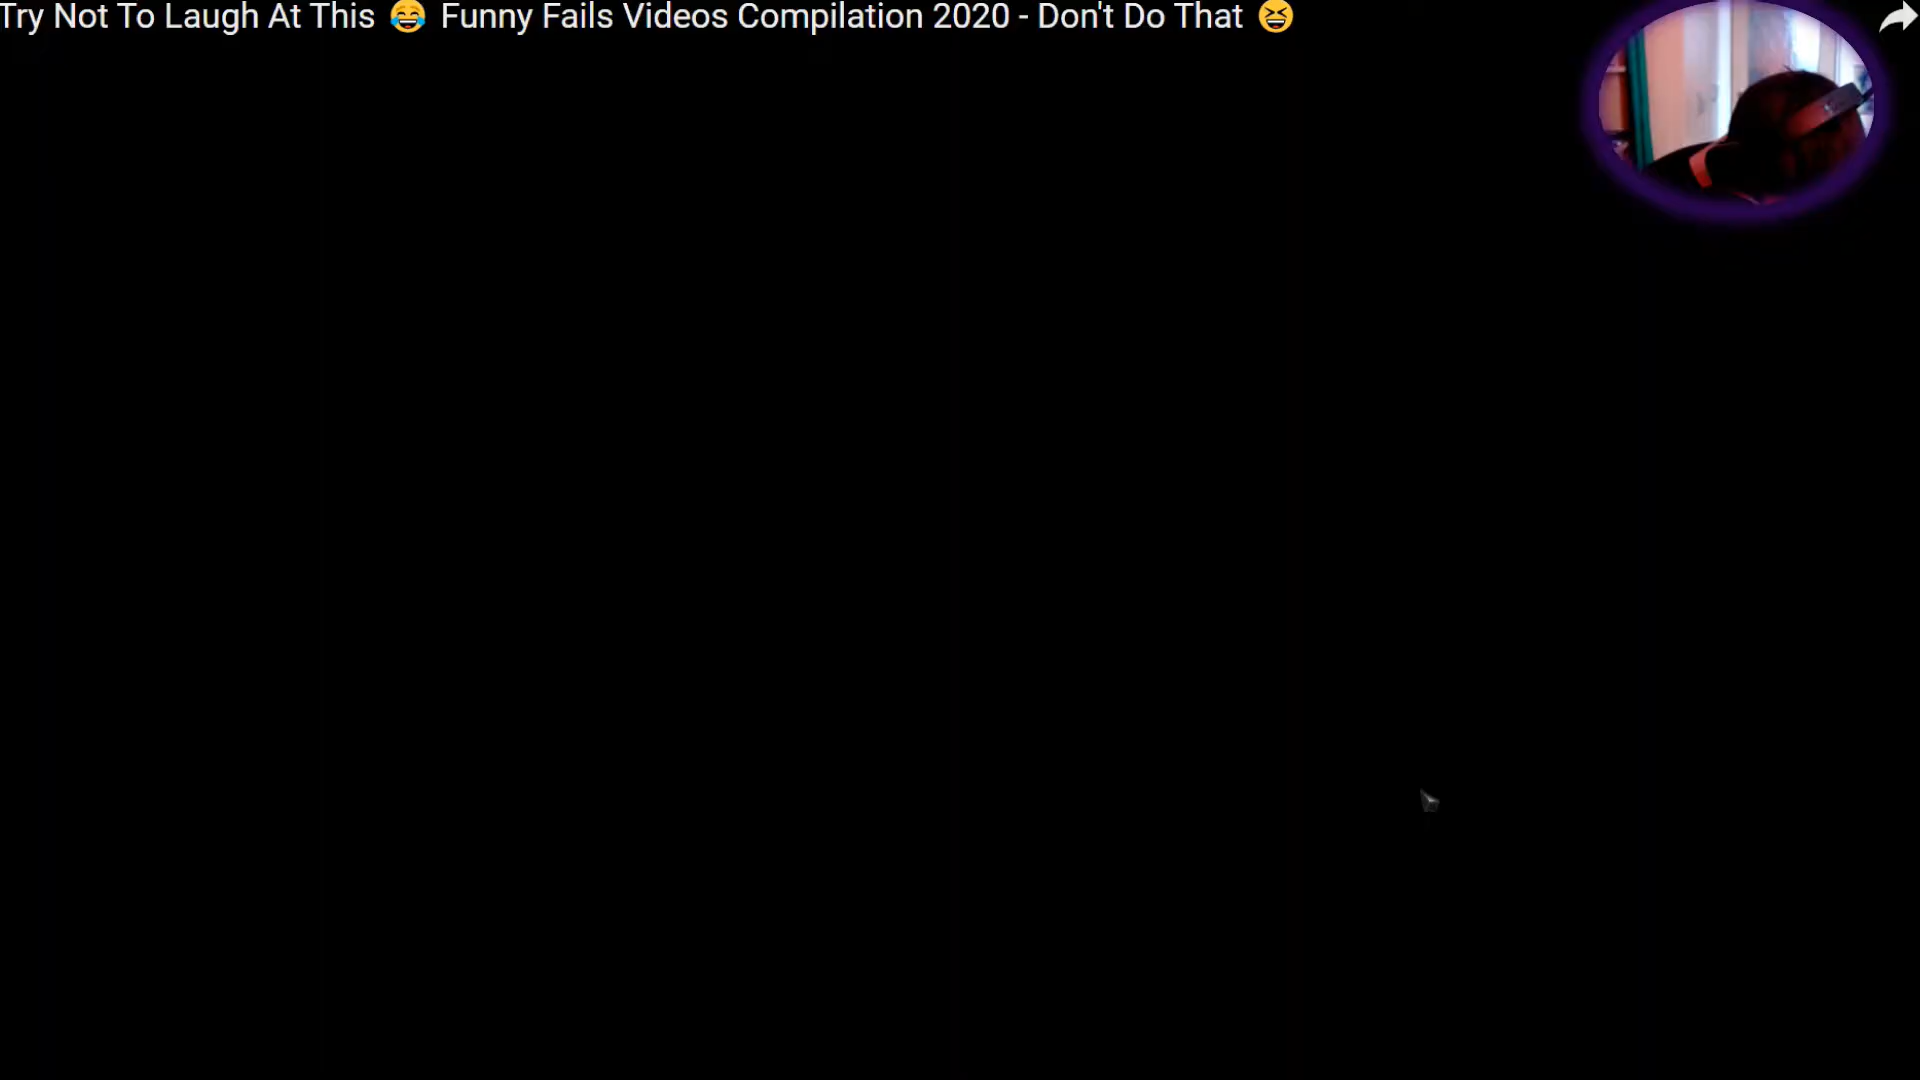 Try Not To Laugh At This 😂 Funny Fails Videos Compilation 2020 - Don't Do That 😆